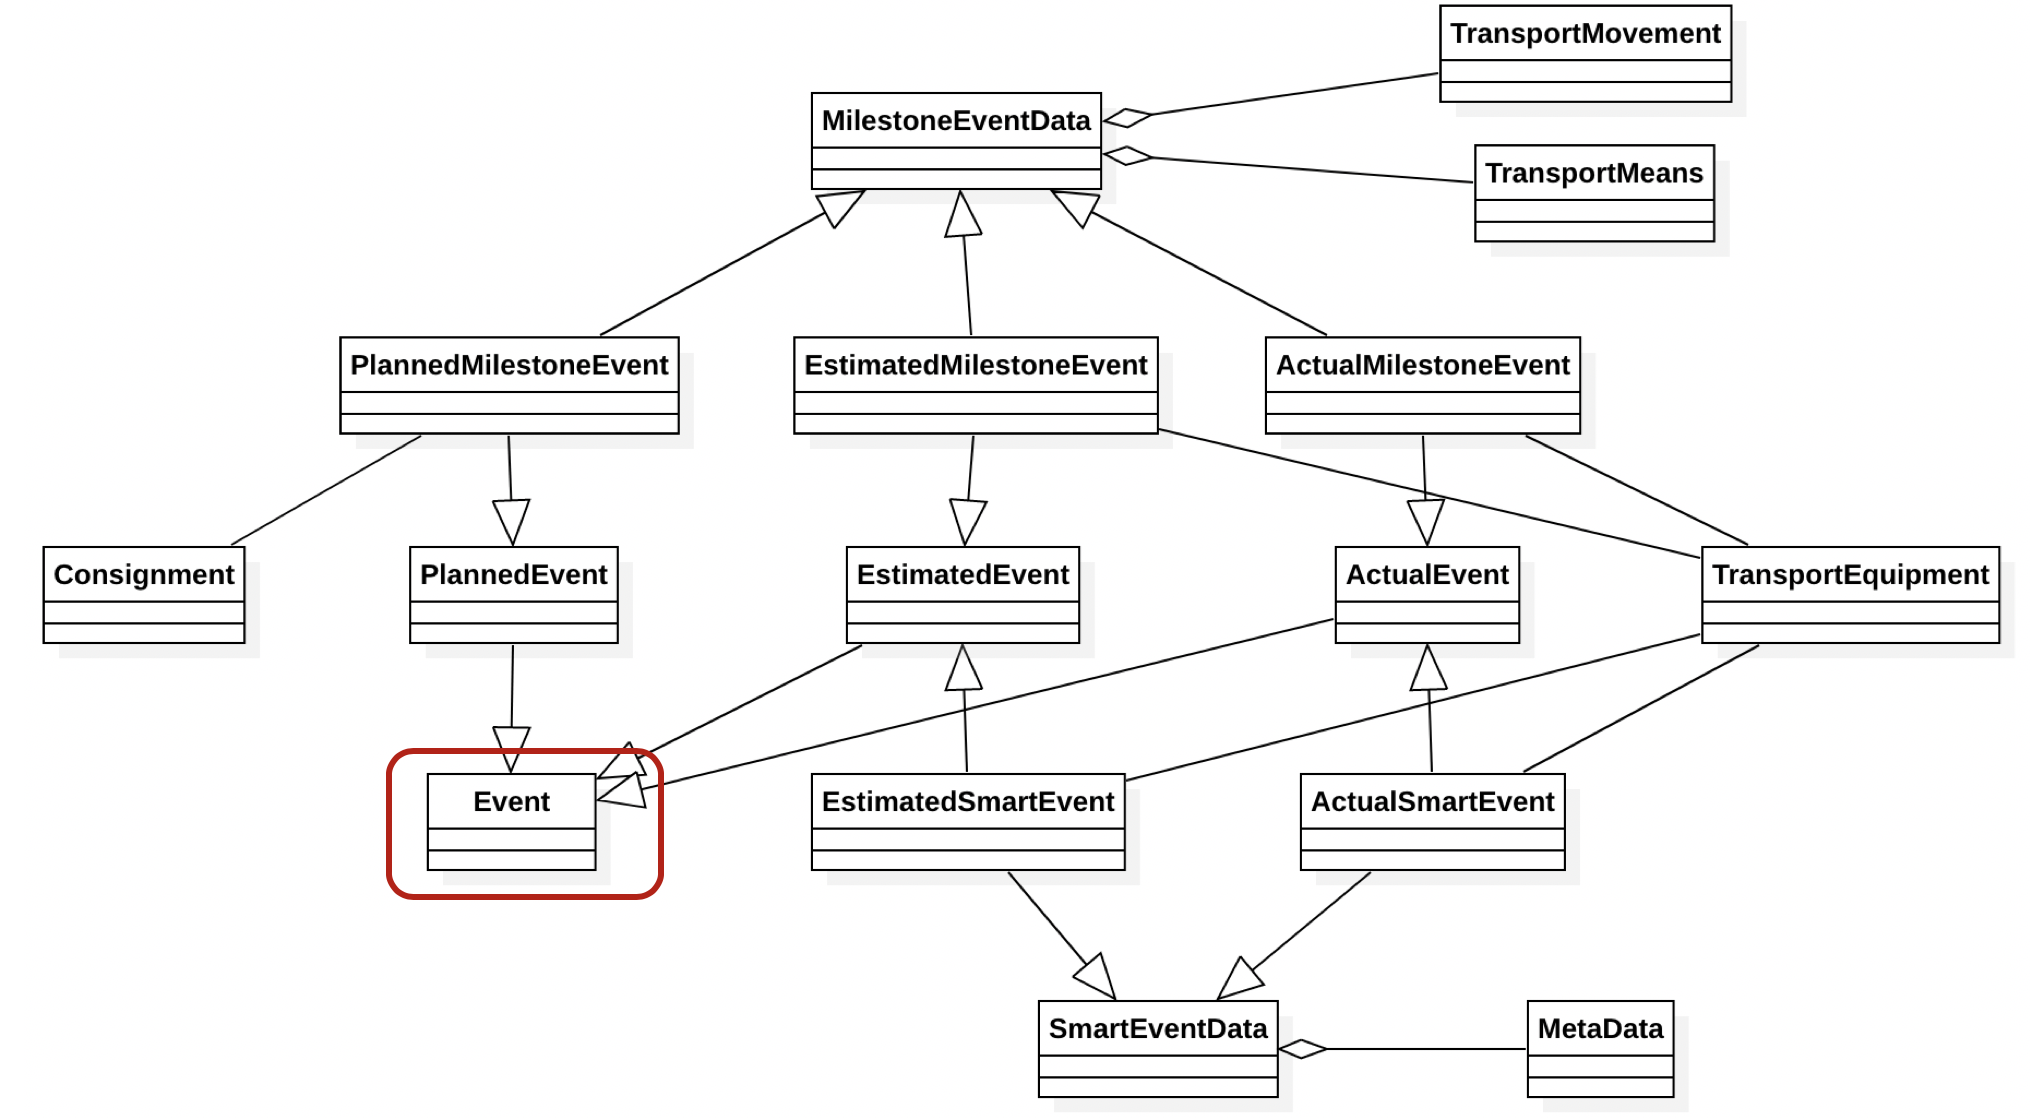 TransportMovement
MilestoneEventData
TransportMeans
PlannedMilestoneEvent
EstimatedMilestoneEvent
ActualMilestoneEvent
Consignment
PlannedEvent
EstimatedEvent
ActualEvent
TransportEquipment
Event
EstimatedSmartEvent
ActualSmartEvent
SmartEventData
MetaData